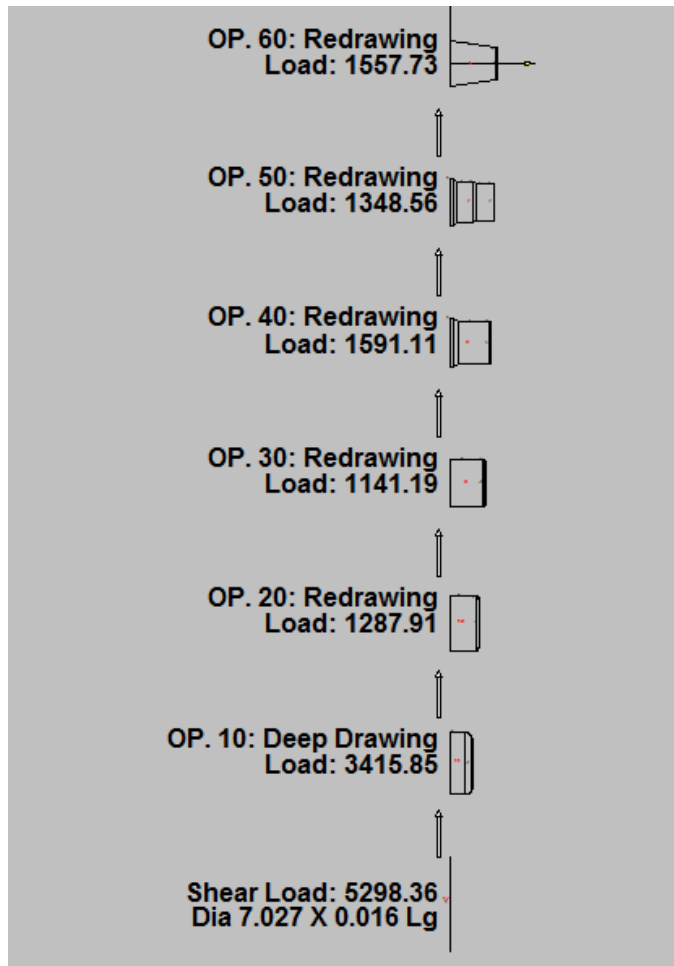 OP. 60: Redrawing
Load: 1557.73
OP. 50: Redrawing
Load: 1348.56
OP. 40: Redrawing
Load: 1591.11
OP. 30: Redrawing
Load: 1141.19
OP. 20: Redrawing
Load: 1287.91
OP. 10: Deep Drawing
Load: 3415.85
Shear Load: 5298.36
Dia 7.027 X 0.016 Lg